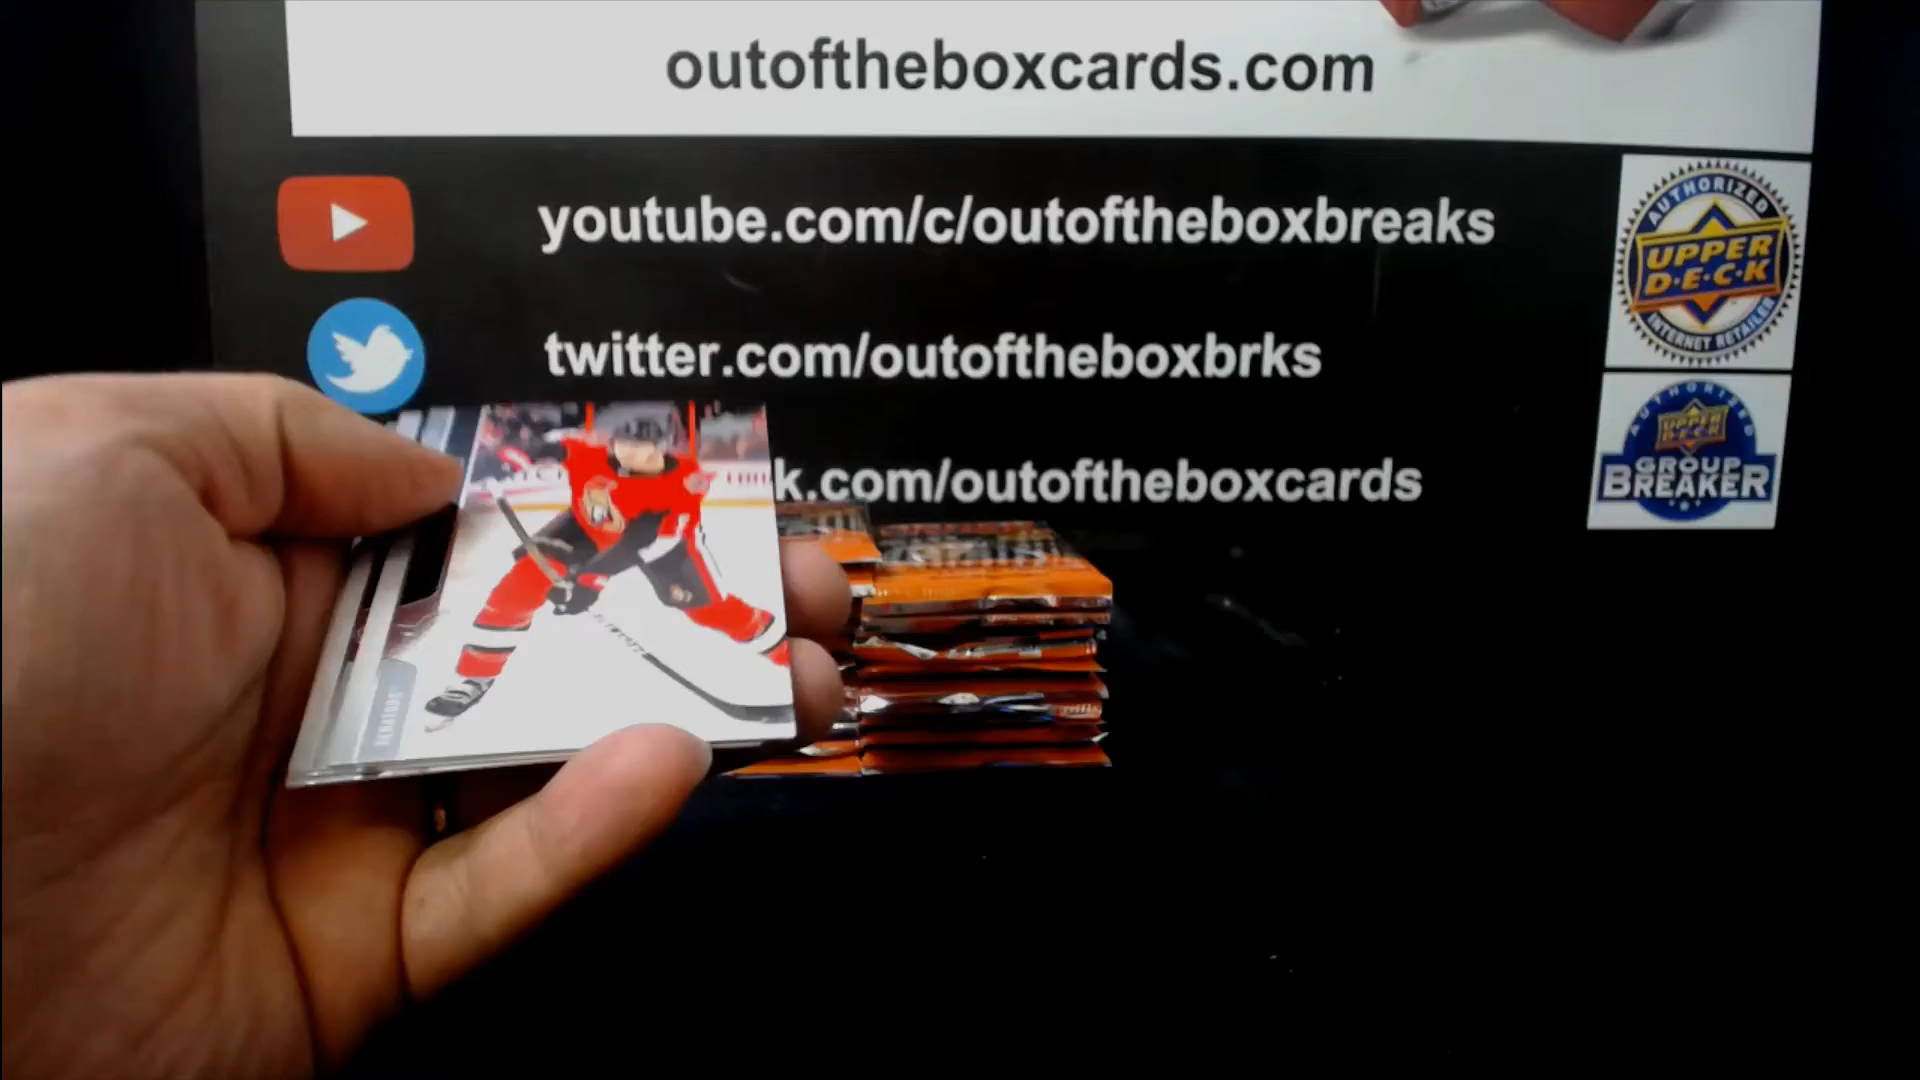 outoftheboxcards.com
youtube.com/c/outoftheboxbreaks
twitter.com/outoftheboxbrks
k.com/outoftheboxcards
AUTHORIZED
UPPER
D·E·C·K
INTERNET RETAILER
AUTHORIZED
UPPER
DECK
GROUP
BREAKER
SENATORS